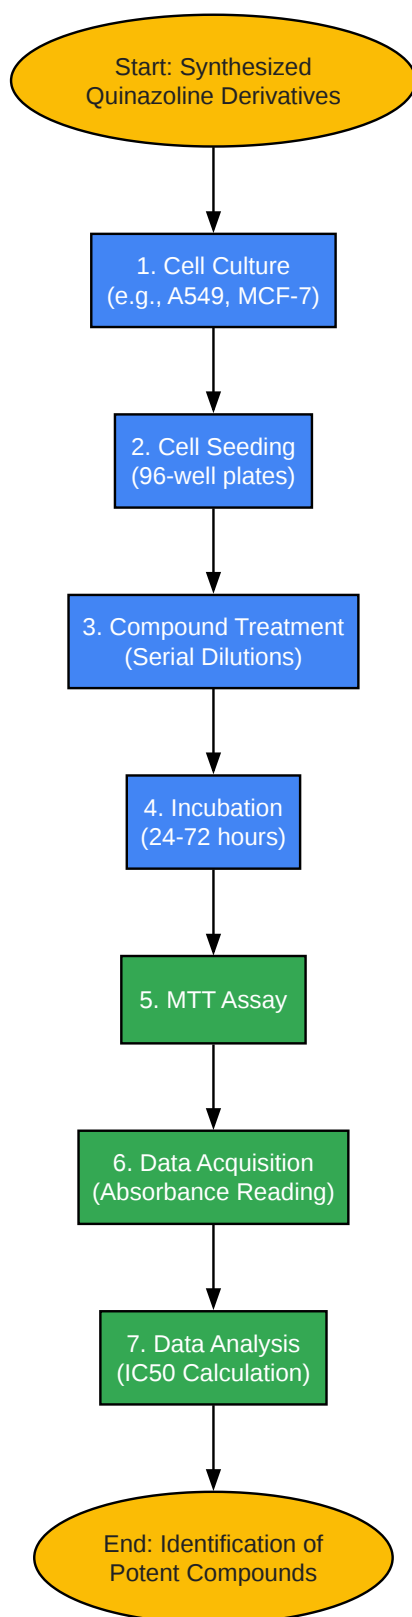 Start: Synthesized
Quinazoline Derivatives
1. Cell Culture
(e.g., A549, MCF-7)
2. Cell Seeding
(96-well plates)
3. Compound Treatment
(Serial Dilutions)
4. Incubation
(24-72 hours)
5. MTT Assay
6. Data Acquisition
(Absorbance Reading)
7. Data Analysis
(IC50 Calculation)
End: Identification of
Potent Compounds